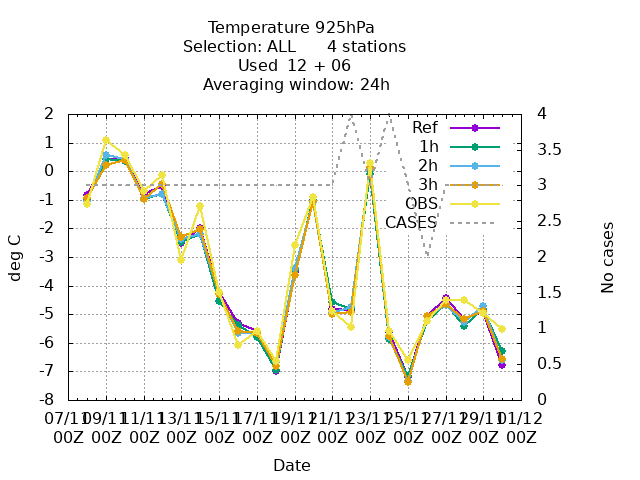 Temperature 925hPa
Selection: ALL 4 stations
Used 12 + 06
Averaging window: 24h
2
1
0
-1
-2
-3
-4
-5
-6
-7
-8
deg C
4
3.5
3
2.5
2
1.5
1
0.5
0
No cases
Ref
1h
2h
3h
OBS
CASES
07/11 09/11 11/11 13/11 15/11 17/11 19/11 21/11 23/11 25/11 27/11 29/11 01/12
00Z 00Z 00Z 00Z 00Z 00Z 00Z 00Z 00Z 00Z 00Z 00Z 00Z
Date